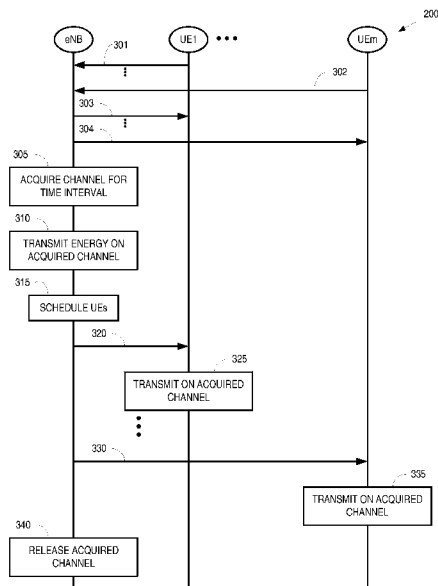 200
eNB
UE1
UEm
301
302
303
304
305
ACQUIRE CHANNEL FOR
TIME INTERVAL
310
TRANSMIT ENERGY ON
ACQUIRED CHANNEL
315
SCHEDULE UEs
320
325
TRANSMIT ON ACQUIRED
CHANNEL
330
335
TRANSMIT ON ACQUIRED
CHANNEL
340
RELEASE ACQUIRED
CHANNEL